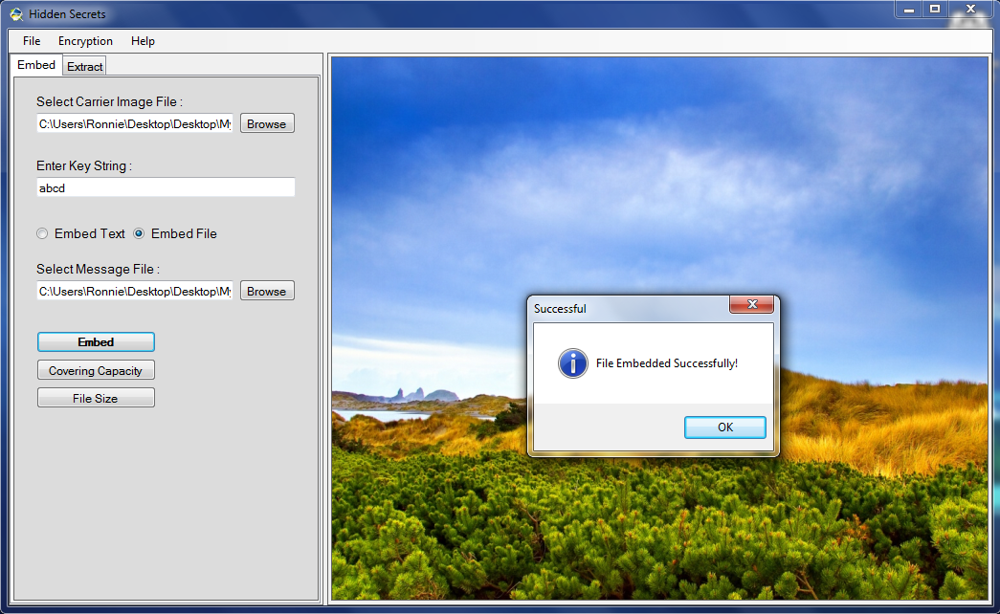 Hidden Secrets
File Encryption Help
Embed Extract
Select Carrier Image File :
C:\Users\Ronnie\Desktop\Desktop\My Browse
Enter Key String :
abcd
Embed Text Embed File
Select Message File :
C:\Users\Ronnie\Desktop\Desktop\My Browse
Embed
Covering Capacity
File Size
Successful
File Embedded Successfully!
OK